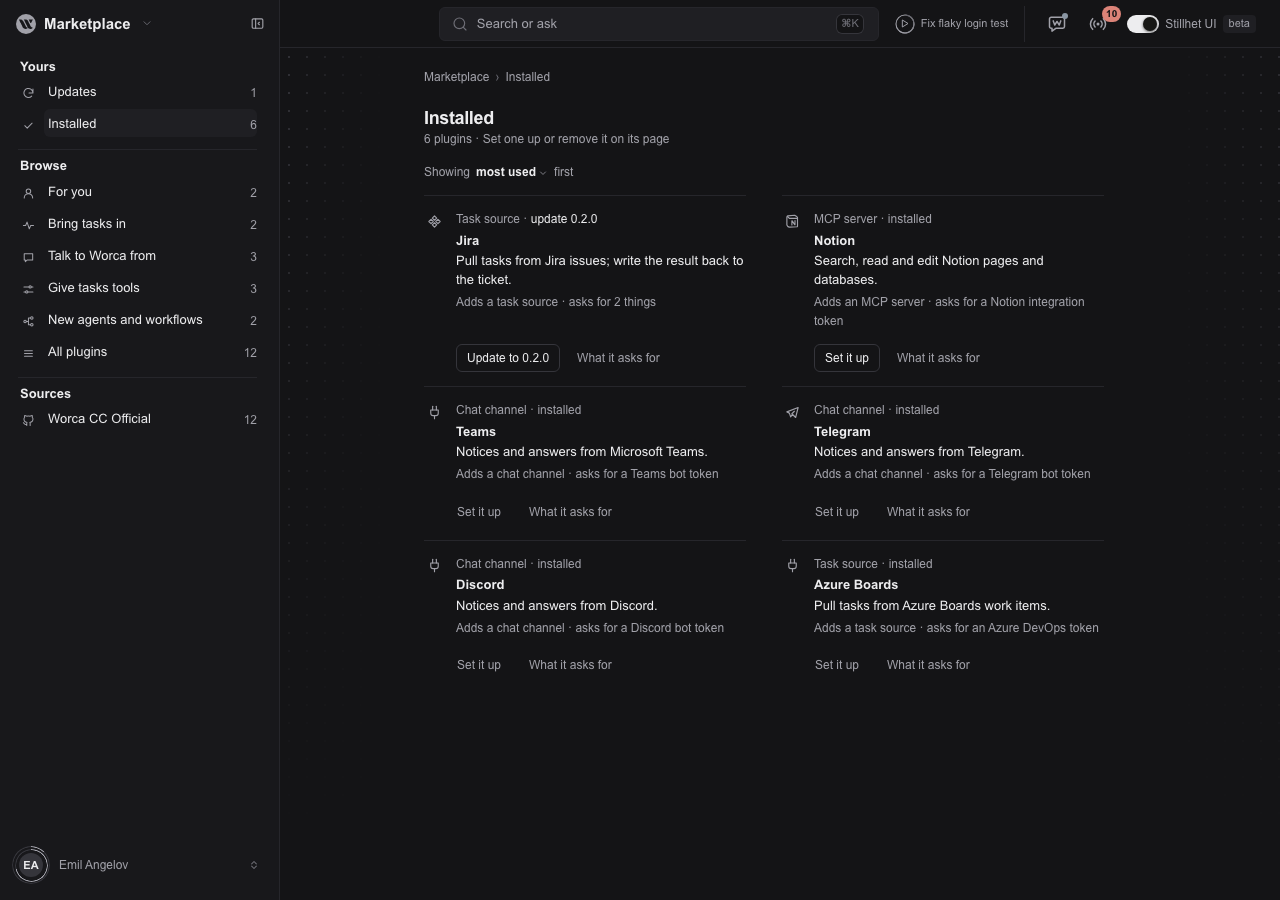 Marketplace
Search or ask
⌘K
Fix flaky login test
10
Stillhet UI
beta
Yours
Updates 1
Installed 6
Browse
For you 2
Bring tasks in 2
Talk to Worca from 3
Give tasks tools 3
New agents and workflows 2
All plugins 12
Sources
Worca CC Official 12
EA
Emil Angelov
Marketplace › Installed
Installed
6 plugins · Set one up or remove it on its page
Showing most used first
Task source · update 0.2.0
Jira
Pull tasks from Jira issues; write the result back to
the ticket.
Adds a task source · asks for 2 things
Update to 0.2.0 What it asks for
MCP server · installed
Notion
Search, read and edit Notion pages and
databases.
Adds an MCP server · asks for a Notion integration
token
Set it up What it asks for
Chat channel · installed
Teams
Notices and answers from Microsoft Teams.
Adds a chat channel · asks for a Teams bot token
Set it up What it asks for
Chat channel · installed
Telegram
Notices and answers from Telegram.
Adds a chat channel · asks for a Telegram bot token
Set it up What it asks for
Chat channel · installed
Discord
Notices and answers from Discord.
Adds a chat channel · asks for a Discord bot token
Set it up What it asks for
Task source · installed
Azure Boards
Pull tasks from Azure Boards work items.
Adds a task source · asks for an Azure DevOps token
Set it up What it asks for